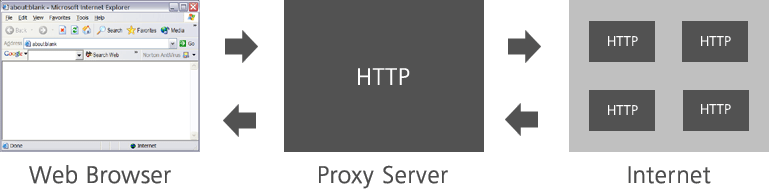 about:blank - Microsoft Internet Explorer
File Edit View Favorites Tools Help
Back Search Favorites Media
Address about:blank Go
Google Search Web Norton AntiVirus
Done Internet
HTTP
HTTP HTTP
HTTP HTTP
Web Browser Proxy Server Internet